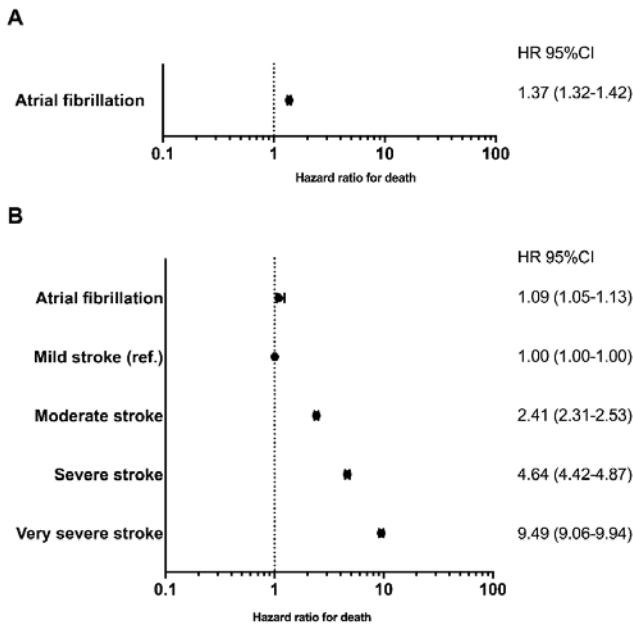 A
HR 95%CI
Atrial fibrillation 1.37 (1.32-1.42)
0.1 1 10 100
Hazard ratio for death
B
HR 95%CI
Atrial fibrillation 1.09 (1.05-1.13)
Mild stroke (ref.) 1.00 (1.00-1.00)
Moderate stroke 2.41 (2.31-2.53)
Severe stroke 4.64 (4.42-4.87)
Very severe stroke 9.49 (9.06-9.94)
0.1 1 10 100
Hazard ratio for death